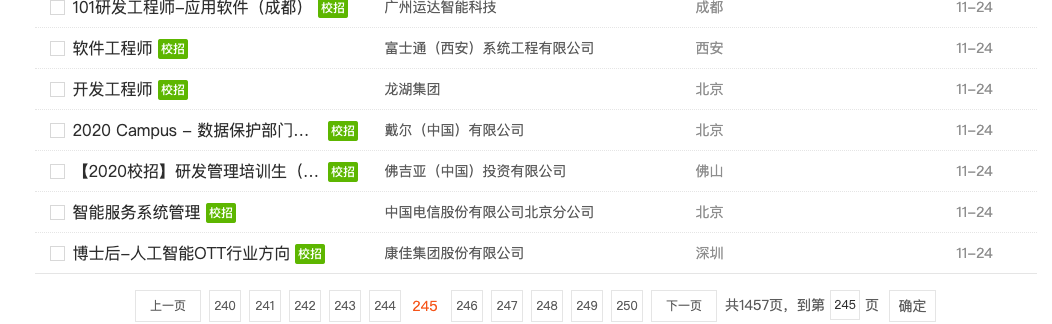 101研发工程师-应用软件（成都） 校招 广州运达智能科技 成都 11-24
软件工程师 校招 富士通（西安）系统工程有限公司 西安 11-24
开发工程师 校招 龙湖集团 北京 11-24
2020 Campus - 数据保护部门... 校招 戴尔（中国）有限公司 北京 11-24
【2020校招】研发管理培训生（... 校招 佛吉亚（中国）投资有限公司 佛山 11-24
智能服务系统管理 校招 中国电信股份有限公司北京分公司 北京 11-24
博士后-人工智能OTT行业方向 校招 康佳集团股份有限公司 深圳 11-24
上一页 240 241 242 243 244 245 246 247 248 249 250 下一页 共1457页，到第 245 页 确定